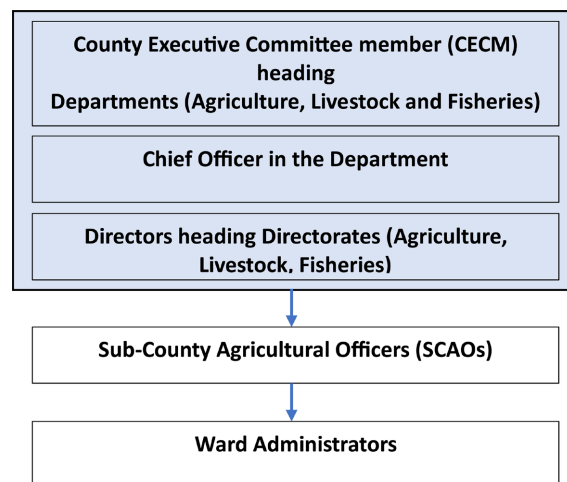 County Executive Committee member (CECM)
heading
Departments (Agriculture, Livestock and Fisheries)
Chief Officer in the Department
Directors heading Directorates (Agriculture,
Livestock, Fisheries)
Sub-County Agricultural Officers (SCAOs)
Ward Administrators